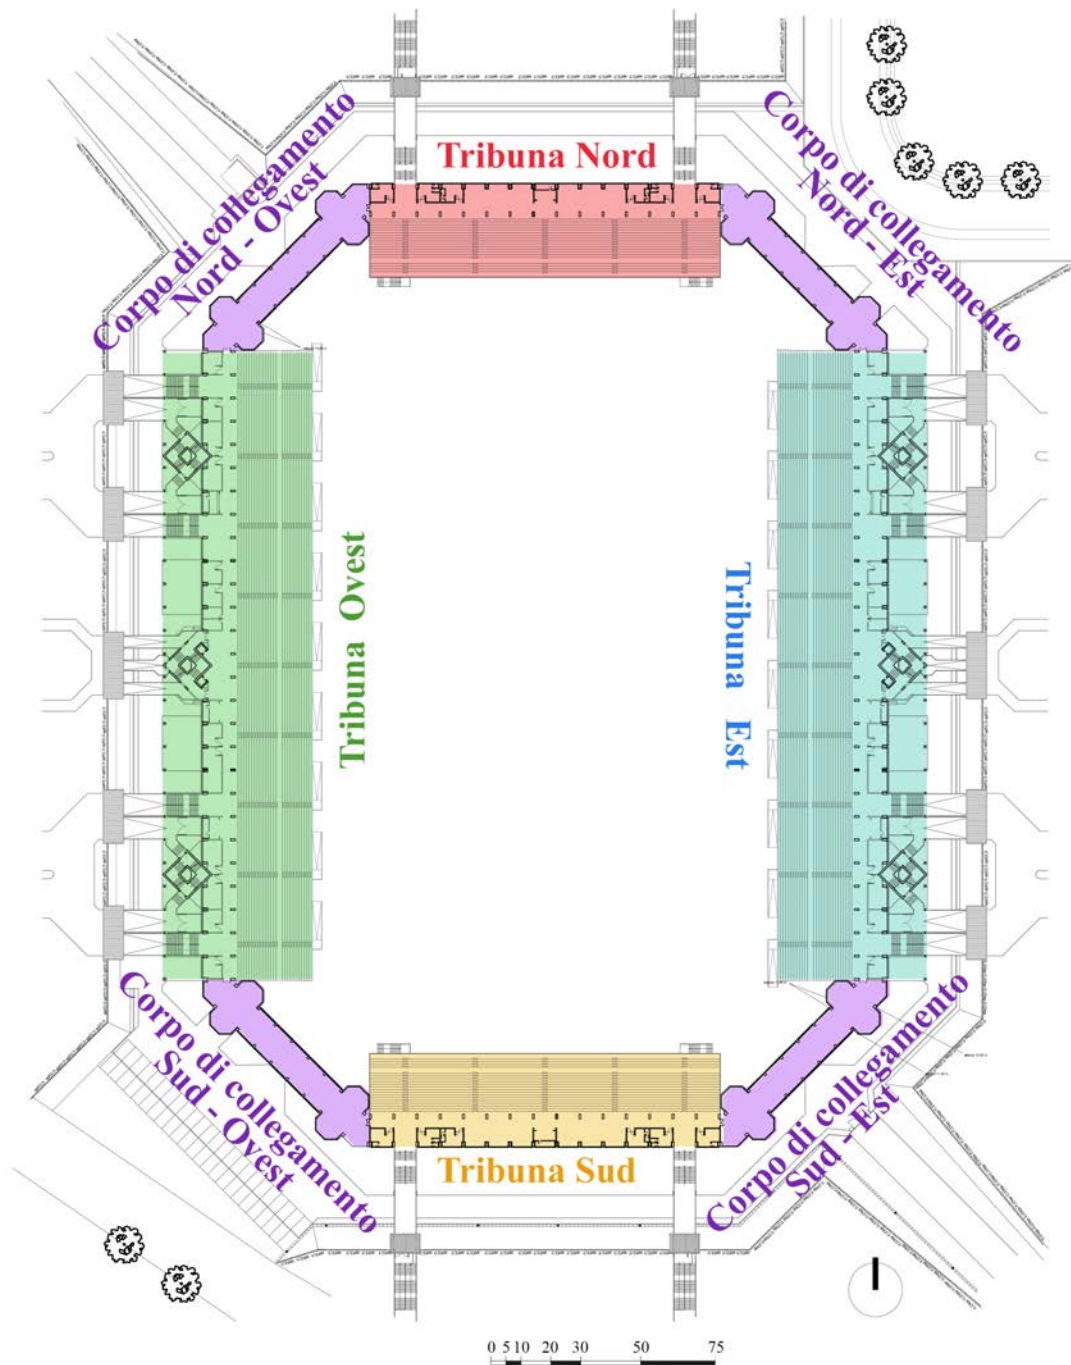 Tribuna Nord
Corpo di collegamento
Nord - Ovest
Corpo di collegamento
Nord - Est
Tribuna Ovest
Tribuna Est
Corpo di collegamento
Sud - Ovest
Tribuna Sud
Corpo di collegamento
Sud - Est
0 5 10 20 30 50 75